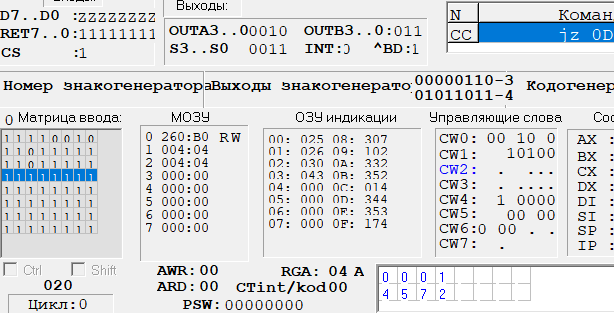 Выходы:
D7..D0 :ZZZZZZZZ
RET7..0:11111111
CS :1
OUTA3..0 0010 OUTB3..0:011
S3..S0 0011 INT:0 ^BD:1
N Коман
CC jz 0D
Номер знакогенератора Выходы знакогенерато 00000110-3 Кодогенер
01011011-4
0 Матрица ввода: МОЗУ ОЗУ индикации Управляющие слова Сос
1 1 1 1 0 0 1 0
1 1 0 1 1 1 1 1
1 1 0 1 1 1 1 0
1 1 1 1 1 1 1 1
1 1 1 1 1 1 1 1
1 1 1 1 1 1 1 1
1 1 1 1 1 1 1 1
1 1 1 1 1 1 1 1
0 260:B0 RW
1 004:04
2 004:04
3 000:00
4 000:00
5 000:00
6 000:00
7 000:00
00: 025 08: 307
01: 026 09: 102
02: 030 0A: 332
03: 043 0B: 352
04: 000 0C: 014
05: 000 0D: 344
06: 000 0E: 353
07: 000 0F: 174
CW0: 00 10 0
CW1: 10100
CW2: . ...
CW3: . ....
CW4: 1 0000
CW5: 00 00
CW6:0 00 . .
CW7: .
AX :
BX :
CX :
DX :
DI :
SI :
SP :
IP :
Ctrl Shift
020
Цикл:0
AWR:00 RGA: 04 A
ARD:00 CTint/kod00
PSW:00000000
0 0 0 1
4 5 7 2